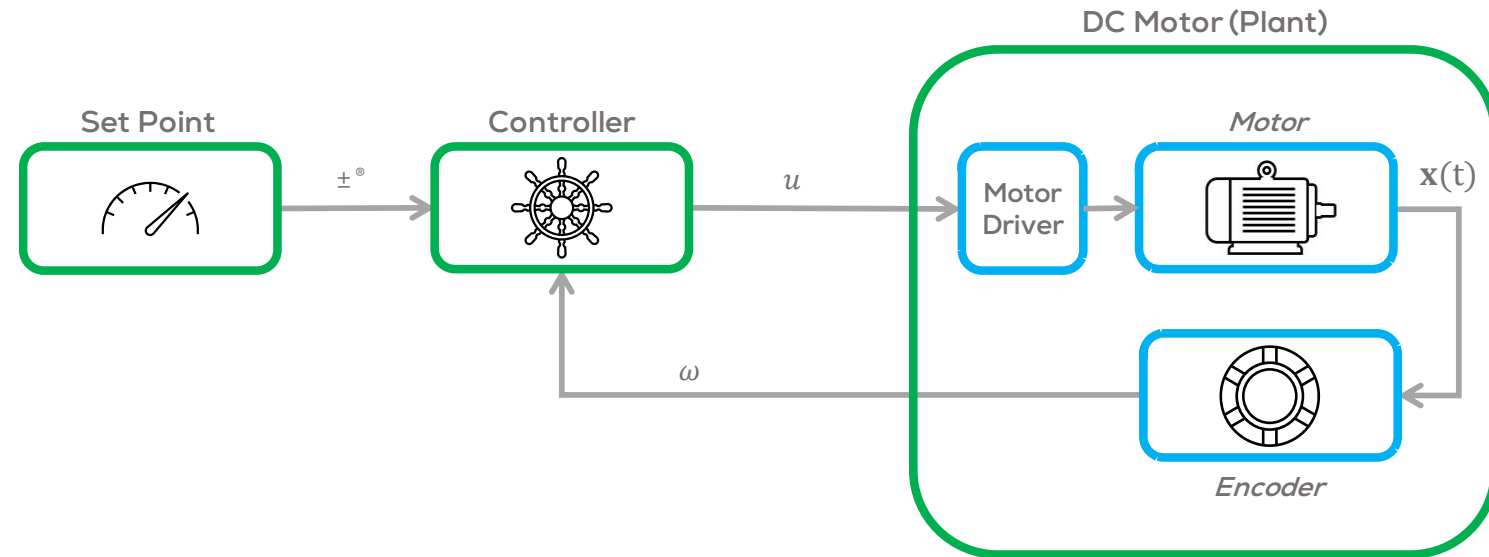 DC Motor (Plant)
Set Point
Controller
Motor
± ®
u
Motor
Driver
x(t)
ω
Encoder